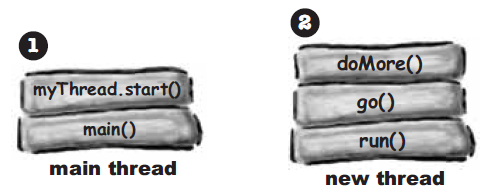 1
myThread.start()
main()
main thread
2
doMore()
go()
run()
new thread